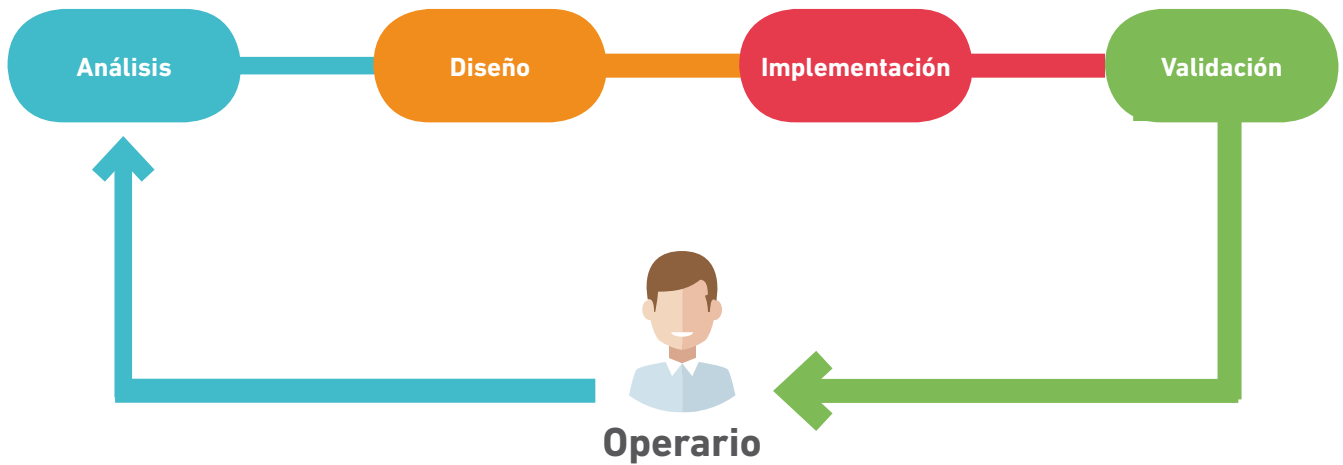 Análisis
Diseño
Implementación
Validación
Operario